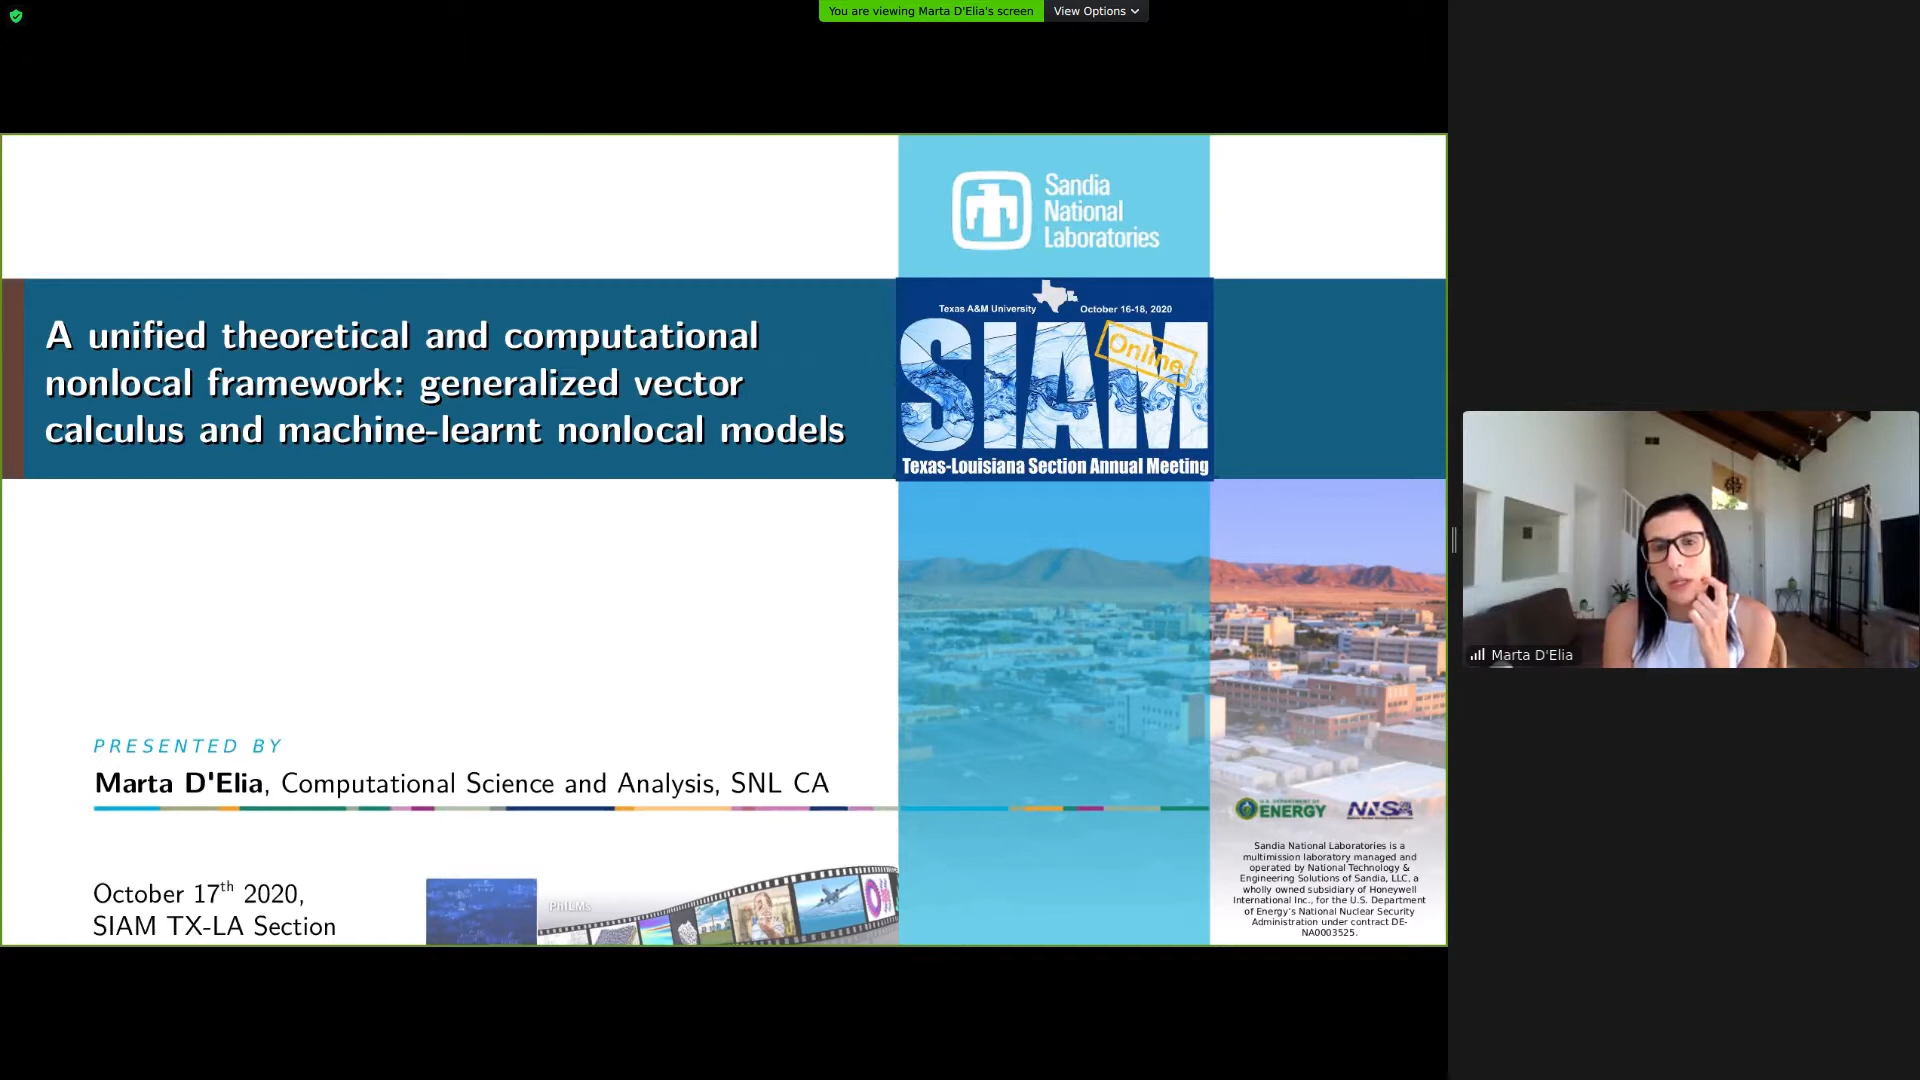 You are viewing Marta D'Elia's screen
View Options
Sandia
National
Laboratories
Texas A&M University
October 16-18, 2020
SIAM
Online
Texas-Louisiana Section Annual Meeting
A unified theoretical and computational
nonlocal framework: generalized vector
calculus and machine-learnt nonlocal models
PRESENTED BY
Marta D'Elia, Computational Science and Analysis, SNL CA
October 17th 2020,
SIAM TX-LA Section
PhILMs
U.S. DEPARTMENT OF
ENERGY
NNSA
Sandia National Laboratories is a
multimission laboratory managed and
operated by National Technology &
Engineering Solutions of Sandia, LLC, a
wholly owned subsidiary of Honeywell
International Inc., for the U.S. Department
of Energy's National Nuclear Security
Administration under contract DE-
NA0003525.
Marta D'Elia